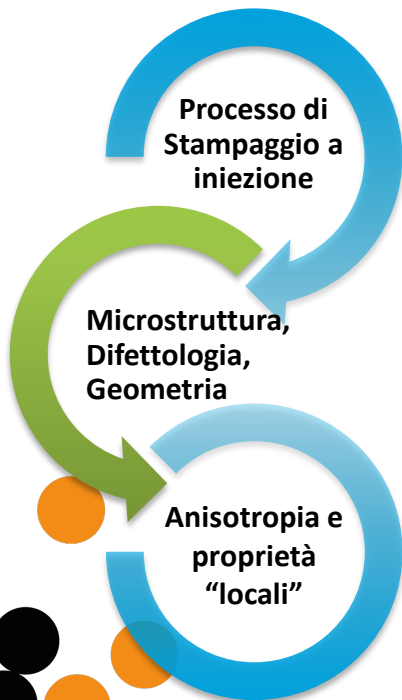 Processo di
Stampaggio a
iniezione
Microstruttura,
Difettologia,
Geometria
Anisotropia e
proprietà
“locali”